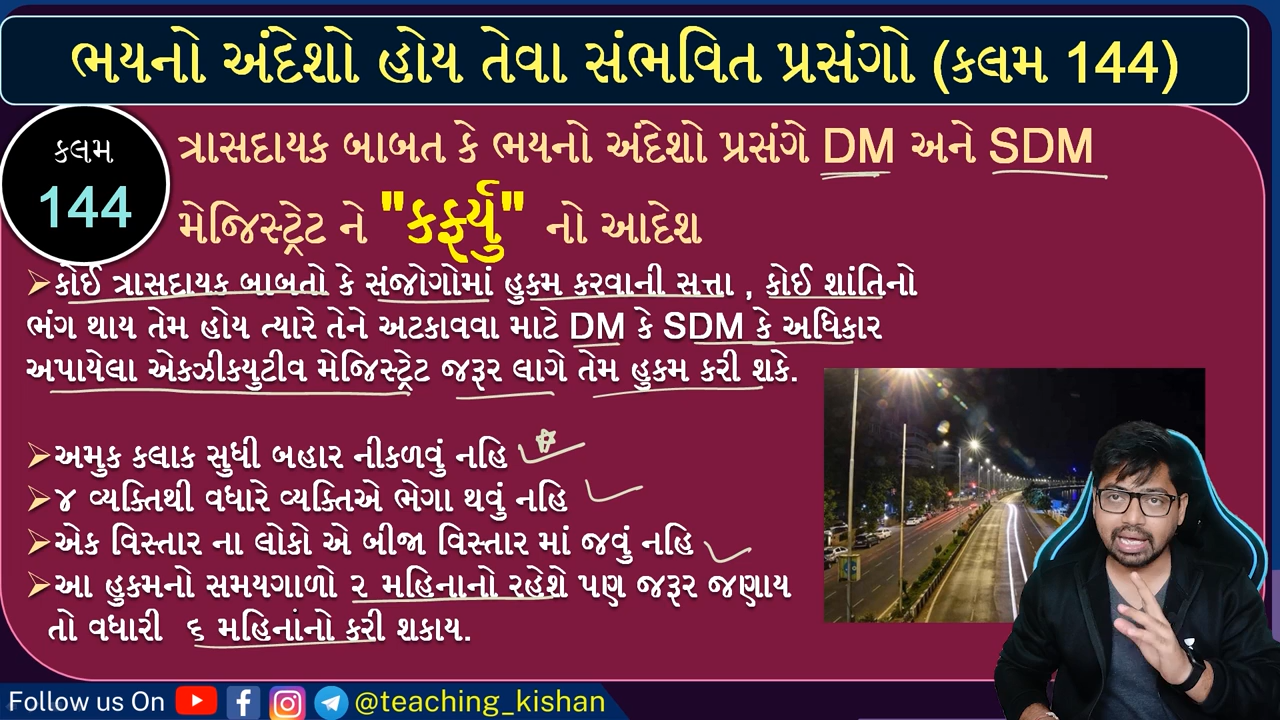 ભયનો અંદેશો હોય તેવા સંભવિત પ્રસંગો (કલમ 144)
કલમ
144
ત્રાસદાયક બાબત કે ભયનો અંદેશો પ્રસંગે DM અને SDM
મેજિસ્ટ્રેટ ને "કર્ફ્યુ" નો આદેશ
➢કોઈ ત્રાસદાયક બાબતો કે સંજોગોમાં હુકમ કરવાની સત્તા , કોઈ શાંતિનો
ભંગ થાય તેમ હોય ત્યારે તેને અટકાવવા માટે DM કે SDM કે અધિકાર
અપાયેલા એકઝીકયુટીવ મેજિસ્ટ્રેટ જરૂર લાગે તેમ હુકમ કરી શકે.
➢અમુક કલાક સુધી બહાર નીકળવું નહિ
➢૪ વ્યક્તિથી વધારે વ્યક્તિએ ભેગા થવું નહિ
➢એક વિસ્તાર ના લોકો એ બીજા વિસ્તાર માં જવું નહિ
➢આ હુકમનો સમયગાળો ૨ મહિનાનો રહેશે પણ જરૂર જણાય
તો વધારી ૬ મહિનાંનો કરી શકાય.
Follow us On @teaching_kishan